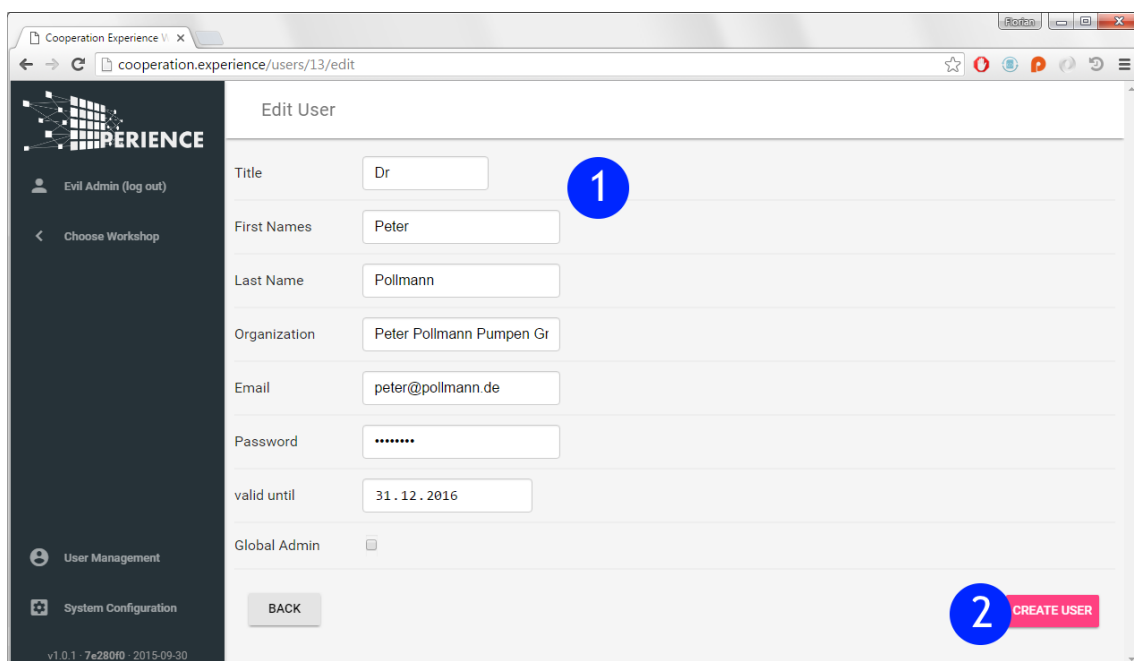 Florian
Cooperation Experience W
cooperation.experience/users/13/edit
PERIENCE
Edit User
Evil Admin (log out)
Choose Workshop
Title Dr
1
First Names Peter
Last Name Pollmann
Organization Peter Pollmann Pumpen Gr
Email peter@pollmann.de
Password ••••••••
valid until 31.12.2016
Global Admin
User Management
System Configuration
BACK
2 CREATE USER
v1.0.1 · 7e280f0 · 2015-09-30